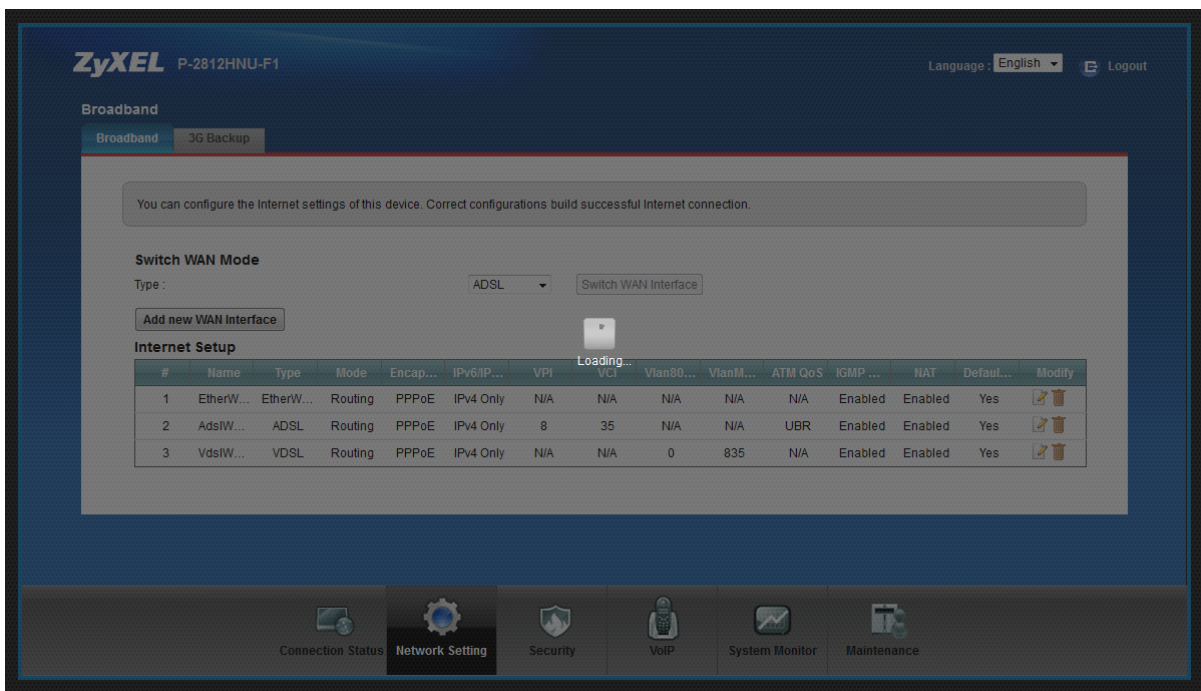 ZyXEL P-2812HNU-F1
Language : English
Logout
Broadband
Broadband 3G Backup
You can configure the Internet settings of this device. Correct configurations build successful Internet connection.
Switch WAN Mode
Type : ADSL Switch WAN Interface
Add new WAN Interface
Loading...
Internet Setup
# Name Type Mode Encap... IPv6/IP... VPI VCI Vlan80... VlanM... ATM QoS IGMP ... NAT Defaul... Modify
1 EtherW... EtherW... Routing PPPoE IPv4 Only N/A N/A N/A N/A N/A Enabled Enabled Yes
2 AdslW... ADSL Routing PPPoE IPv4 Only 8 35 N/A N/A UBR Enabled Enabled Yes
3 VdslW... VDSL Routing PPPoE IPv4 Only N/A N/A 0 835 N/A Enabled Enabled Yes
Connection Status Network Setting Security VoIP System Monitor Maintenance